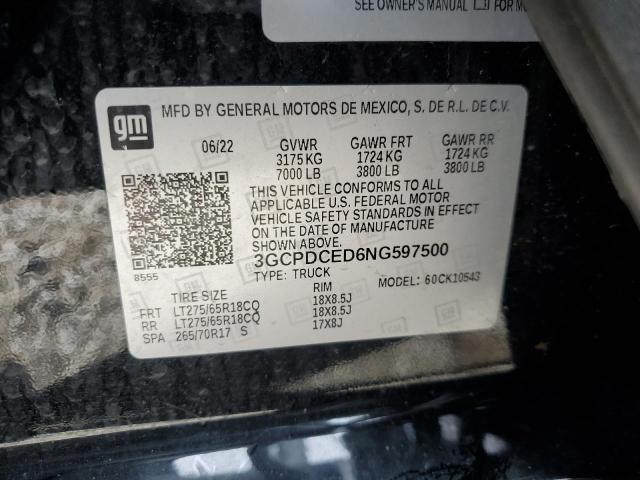 SEE OWNER'S MANUAL FOR M
gm
MFD BY GENERAL MOTORS DE MEXICO, S. DE R.L. DE C.V.
06/22 GVWR GAWR FRT GAWR RR
3175 KG 1724 KG 1724 KG
7000 LB 3800 LB 3800 LB
THIS VEHICLE CONFORMS TO ALL
APPLICABLE U.S. FEDERAL MOTOR
VEHICLE SAFETY STANDARDS IN EFFECT
ON THE DATE OF MANUFACTURE
SHOWN ABOVE.
8555 3GCPDCED6NG597500
TYPE: TRUCK MODEL: 60CK10543
TIRE SIZE RIM
FRT LT275/65R18CQ 18X8.5J
RR LT275/65R18CQ 18X8.5J
SPA 265/70R17 S 17X8J